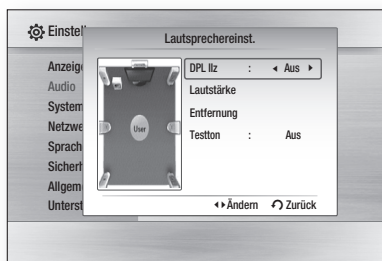 Einstel
Lautsprechereinst.
Anzeig
DPL IIz : ◄ Aus ►
Audio
Lautstärke
System
Entfernung
Netzwe
User
Testton : Aus
Sprach
Sicherh
Allgem
Unterst
◄► Ändern Zurück